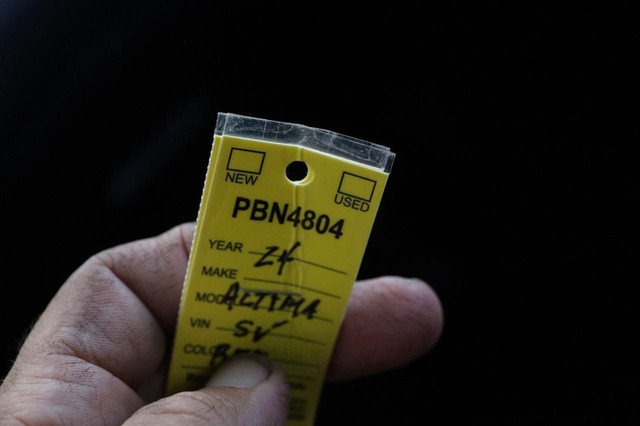 NEW
USED
PBN4804
YEAR 24
MAKE
ALTIMA
VIN SV